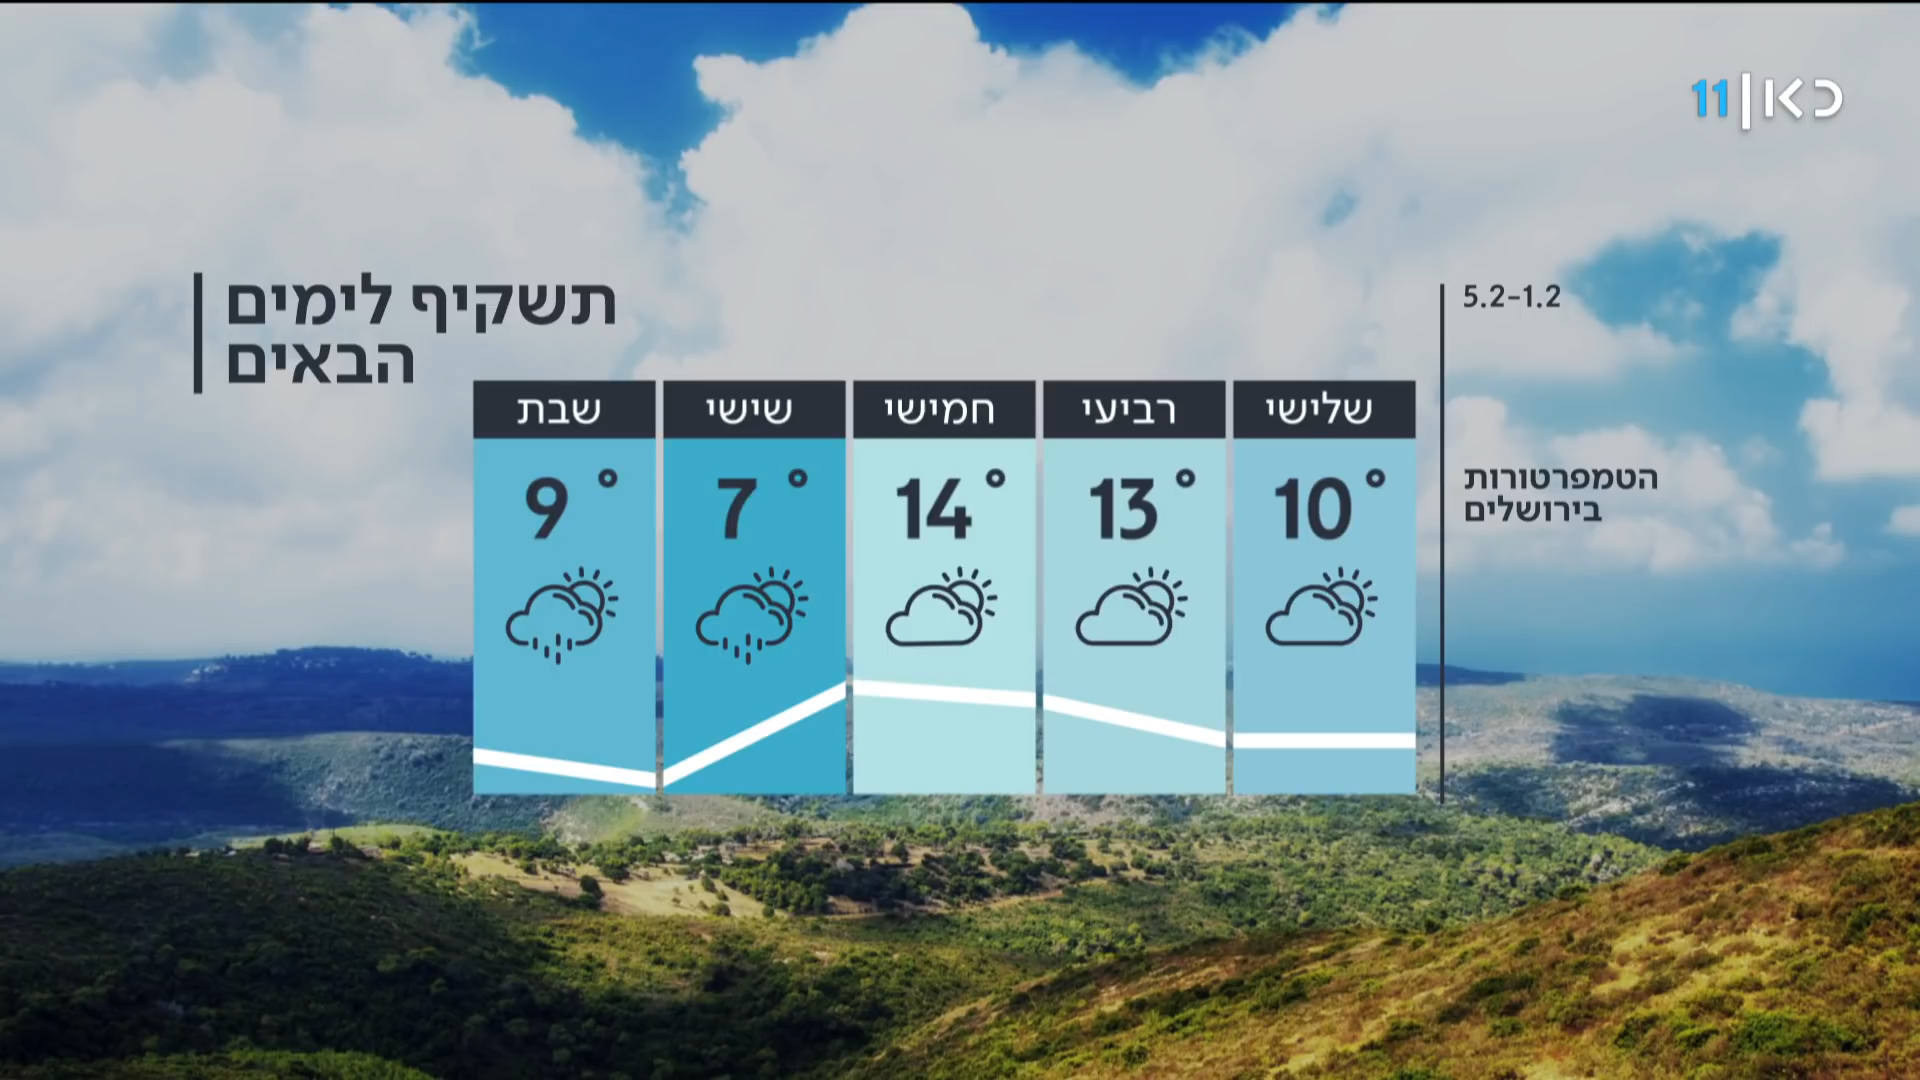 כאן|11
תשקיף לימים
הבאים
5.2-1.2
הטמפרטורות
בירושלים
שלישי
10°
רביעי
13°
חמישי
14°
שישי
7°
שבת
9°